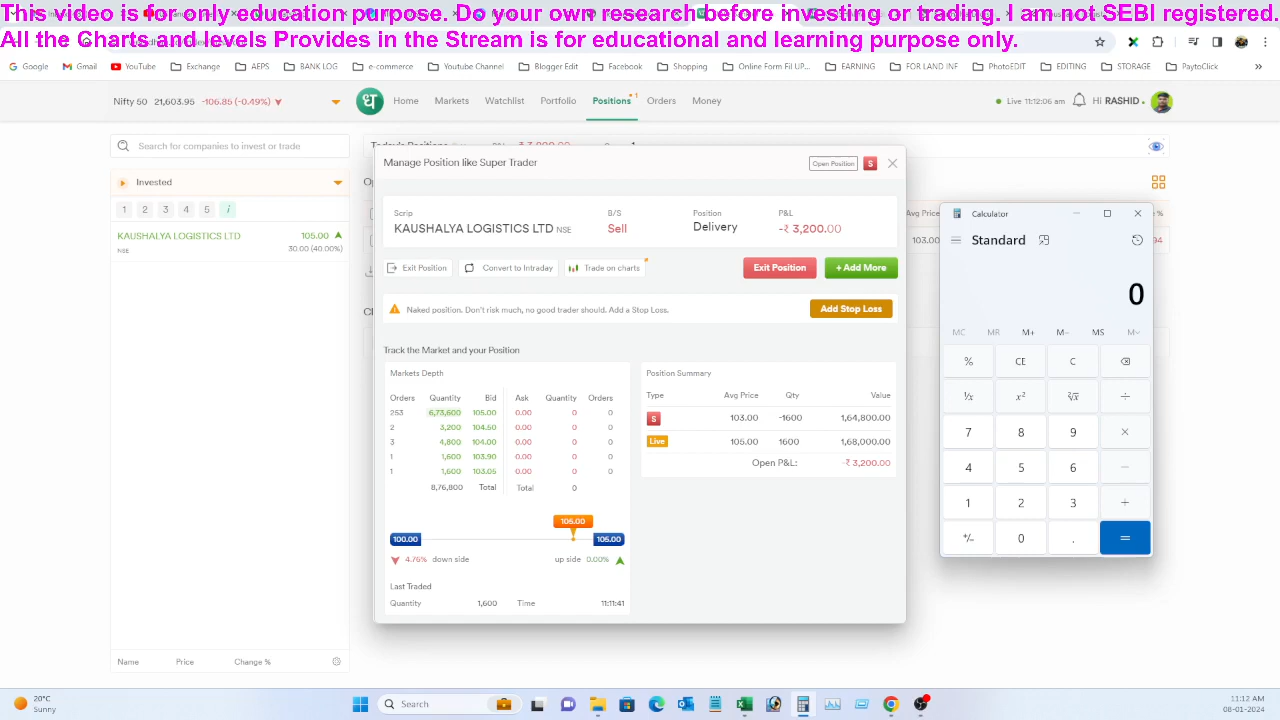 This video is for only education purpose. Do your own research before investing or trading. I am not SEBI registered.
All the Charts and levels Provides in the Stream is for educational and learning purpose only.
Google Gmail YouTube Exchange AEPS BANK LOG e-commerce Youtube Channel Blogger Edit Facebook Shopping Online Form Fil UP... EARNING FOR LAND INF PhotoEDIT EDITING STORAGE PaytoClick »
Nifty 50 21,603.95 -106.85 (-0.49%)
ध
Home Markets Watchlist Portfolio Positions 1 Orders Money
Live 11:12:06 am Hi RASHID
Search for companies to invest or trade
Invested
1 2 3 4 5 i
KAUSHALYA LOGISTICS LTD 105.00
NSE 30.00 (40.00%)
Name Price Change %
Manage Position like Super Trader Open Position S
Scrip B/S Position P&L
KAUSHALYA LOGISTICS LTD NSE Sell Delivery -₹ 3,200.00
Exit Position Convert to Intraday Trade on charts Exit Position + Add More
Naked position. Don't risk much, no good trader should. Add a Stop Loss. Add Stop Loss
Track the Market and your Position
Markets Depth
Orders Quantity Bid Ask Quantity Orders
253 6,73,600 105.00 0.00 0 0
2 3,200 104.50 0.00 0 0
3 4,800 104.00 0.00 0 0
1 1,600 103.90 0.00 0 0
1 1,600 103.05 0.00 0 0
8,76,800 Total Total 0
105.00
100.00 105.00
4.76% down side up side 0.00%
Last Traded
Quantity 1,600 Time 11:11:41
Position Summary
Type Avg Price Qty Value
S 103.00 -1600 1,64,800.00
Live 105.00 1600 1,68,000.00
Open P&L: -₹ 3,200.00
Avg Price
103.00
Calculator
Standard
0
MC MR M+ M- MS M˅
% CE C
¹/x x² ²√x ÷
7 8 9 ×
4 5 6 −
1 2 3 +
+/- 0 . =
20°C
Sunny
Search
11:12 AM
08-01-2024